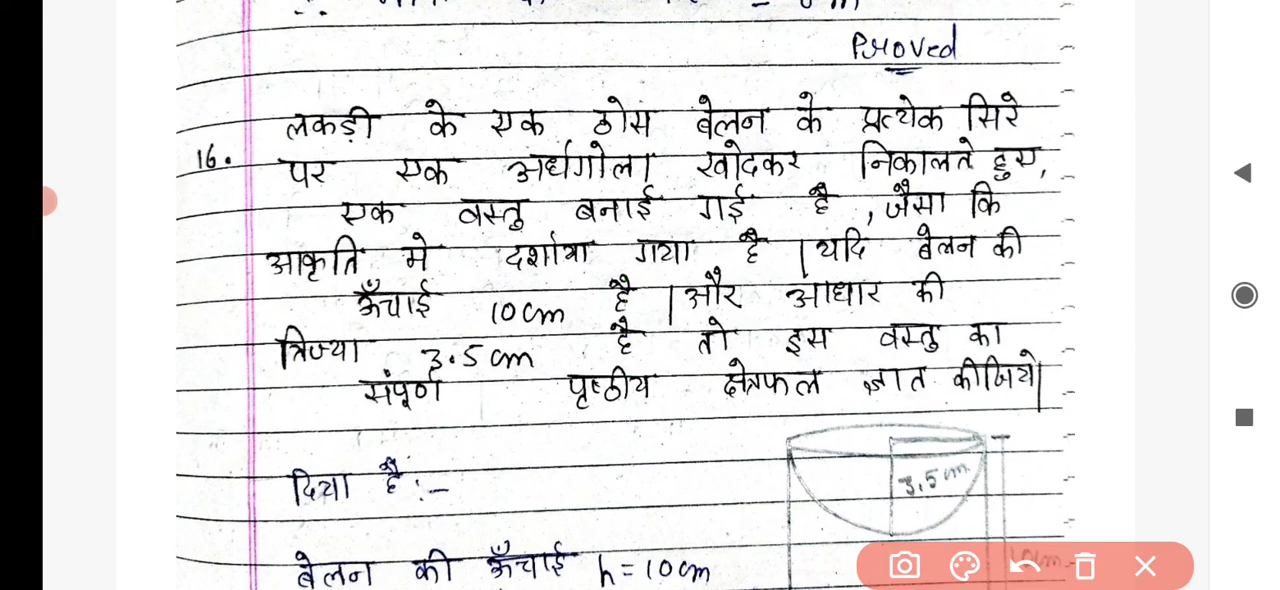 Proved
16. लकड़ी के एक ठोस बेलन के प्रत्येक सिरे
पर एक अर्धगोला खोदकर निकालते हुए,
एक वस्तु बनाई गई है, जैसा कि
आकृति मे दर्शाया गया है। यदि बेलन की
ऊँचाई 10cm है। और आधार की
त्रिज्या 3.5cm है तो इस वस्तु का
संपूर्ण पृष्ठीय क्षेत्रफल ज्ञात कीजिये।
दिया है :-
3.5cm
बेलन की ऊँचाई h = 10cm